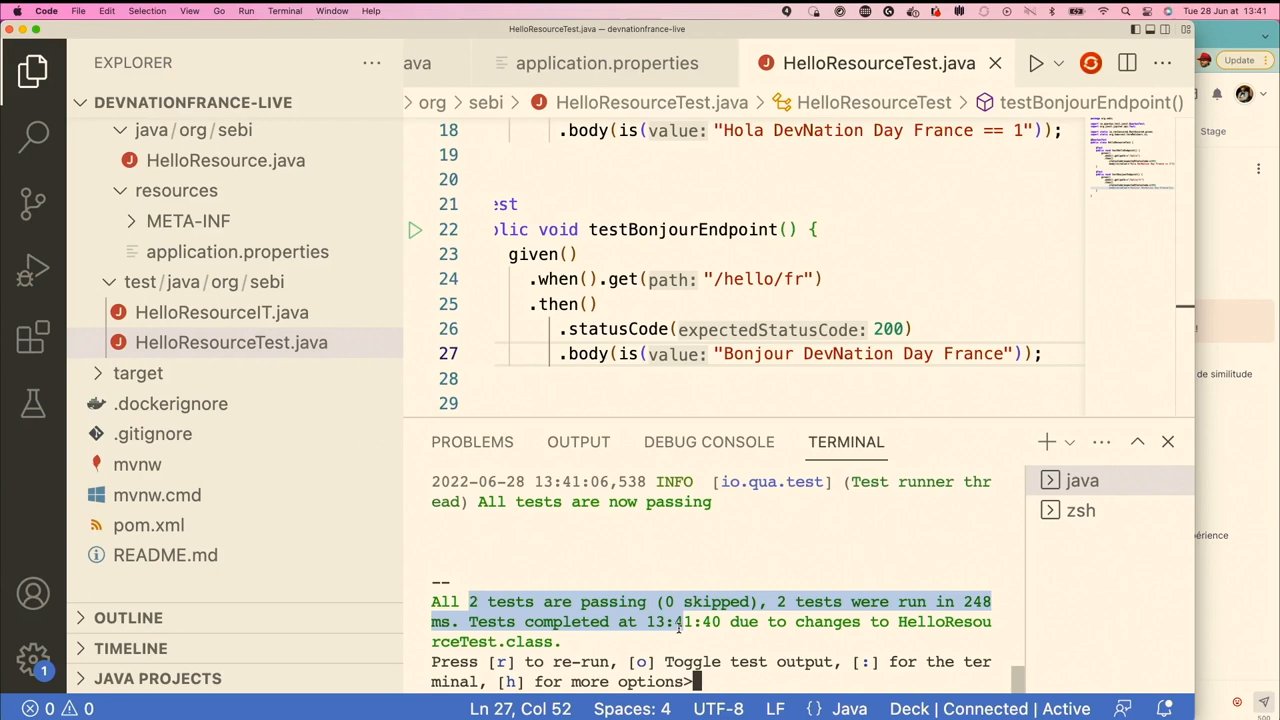 Code File Edit Selection View Go Run Terminal Window Help Tue 28 Jun at 13:41
HelloResourceTest.java — devnationfrance-live
EXPLORER
ava application.properties HelloResourceTest.java
Update
DEVNATIONFRANCE-LIVE
org sebi HelloResourceTest.java HelloResourceTest testBonjourEndpoint()
java/org/sebi
18 .body(is(value: "Hola DevNation Day France == 1"));
Stage
19
HelloResource.java
20
resources
21 est
META-INF
22 blic void testBonjourEndpoint() {
application.properties
23 given()
24 .when().get(path: "/hello/fr")
test/java/org/sebi
25 .then()
HelloResourceIT.java
26 .statusCode(expectedStatusCode: 200)
HelloResourceTest.java
27 .body(is(value: "Bonjour DevNation Day France"));
target
28
de similitude
.dockerignore
29
.gitignore
PROBLEMS OUTPUT DEBUG CONSOLE TERMINAL
mvnw
2022-06-28 13:41:06,538 INFO [io.qua.test] (Test runner thr
ead) All tests are now passing
java
mvnw.cmd
zsh
pom.xml
périence
README.md
--
All 2 tests are passing (0 skipped), 2 tests were run in 248
ms. Tests completed at 13:41:40 due to changes to HelloResou
rceTest.class.
Press [r] to re-run, [o] Toggle test output, [:] for the ter
minal, [h] for more options>
OUTLINE
TIMELINE
JAVA PROJECTS
1
0 0 Ln 27, Col 52 Spaces: 4 UTF-8 LF {} Java Deck | Connected | Active
500